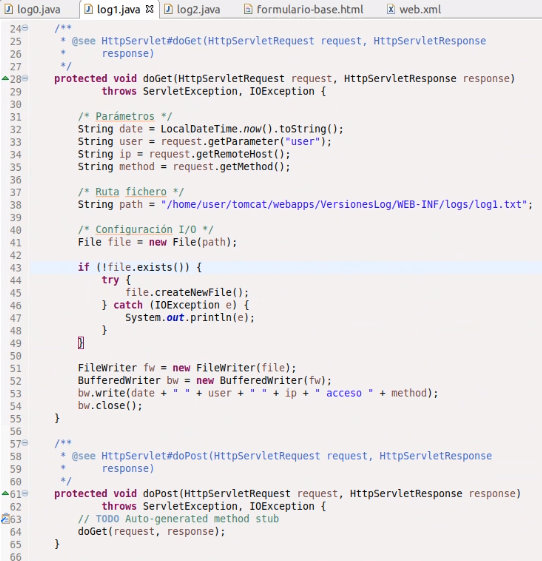 log0.java log1.java log2.java formulario-base.html web.xml
24 /**
25 * @see HttpServlet#doGet(HttpServletRequest request, HttpServletResponse
26 * response)
27 */
28 protected void doGet(HttpServletRequest request, HttpServletResponse response)
29 throws ServletException, IOException {
30
31 /* Parámetros */
32 String date = LocalDateTime.now().toString();
33 String user = request.getParameter("user");
34 String ip = request.getRemoteHost();
35 String method = request.getMethod();
36
37 /* Ruta fichero */
38 String path = "/home/user/tomcat/webapps/VersionesLog/WEB-INF/logs/log1.txt";
39
40 /* Configuración I/O */
41 File file = new File(path);
42
43 if (!file.exists()) {
44 try {
45 file.createNewFile();
46 } catch (IOException e) {
47 System.out.println(e);
48 }
49 }
50
51 FileWriter fw = new FileWriter(file);
52 BufferedWriter bw = new BufferedWriter(fw);
53 bw.write(date + " " + user + " " + ip + " acceso " + method);
54 bw.close();
55 }
56
57 /**
58 * @see HttpServlet#doPost(HttpServletRequest request, HttpServletResponse
59 * response)
60 */
61 protected void doPost(HttpServletRequest request, HttpServletResponse response)
62 throws ServletException, IOException {
63 // TODO Auto-generated method stub
64 doGet(request, response);
65 }
66